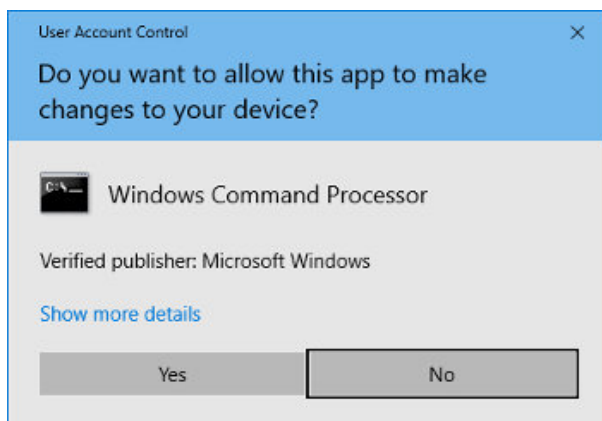 User Account Control
Do you want to allow this app to make
changes to your device?
C:\
Windows Command Processor
Verified publisher: Microsoft Windows
Show more details
Yes
No